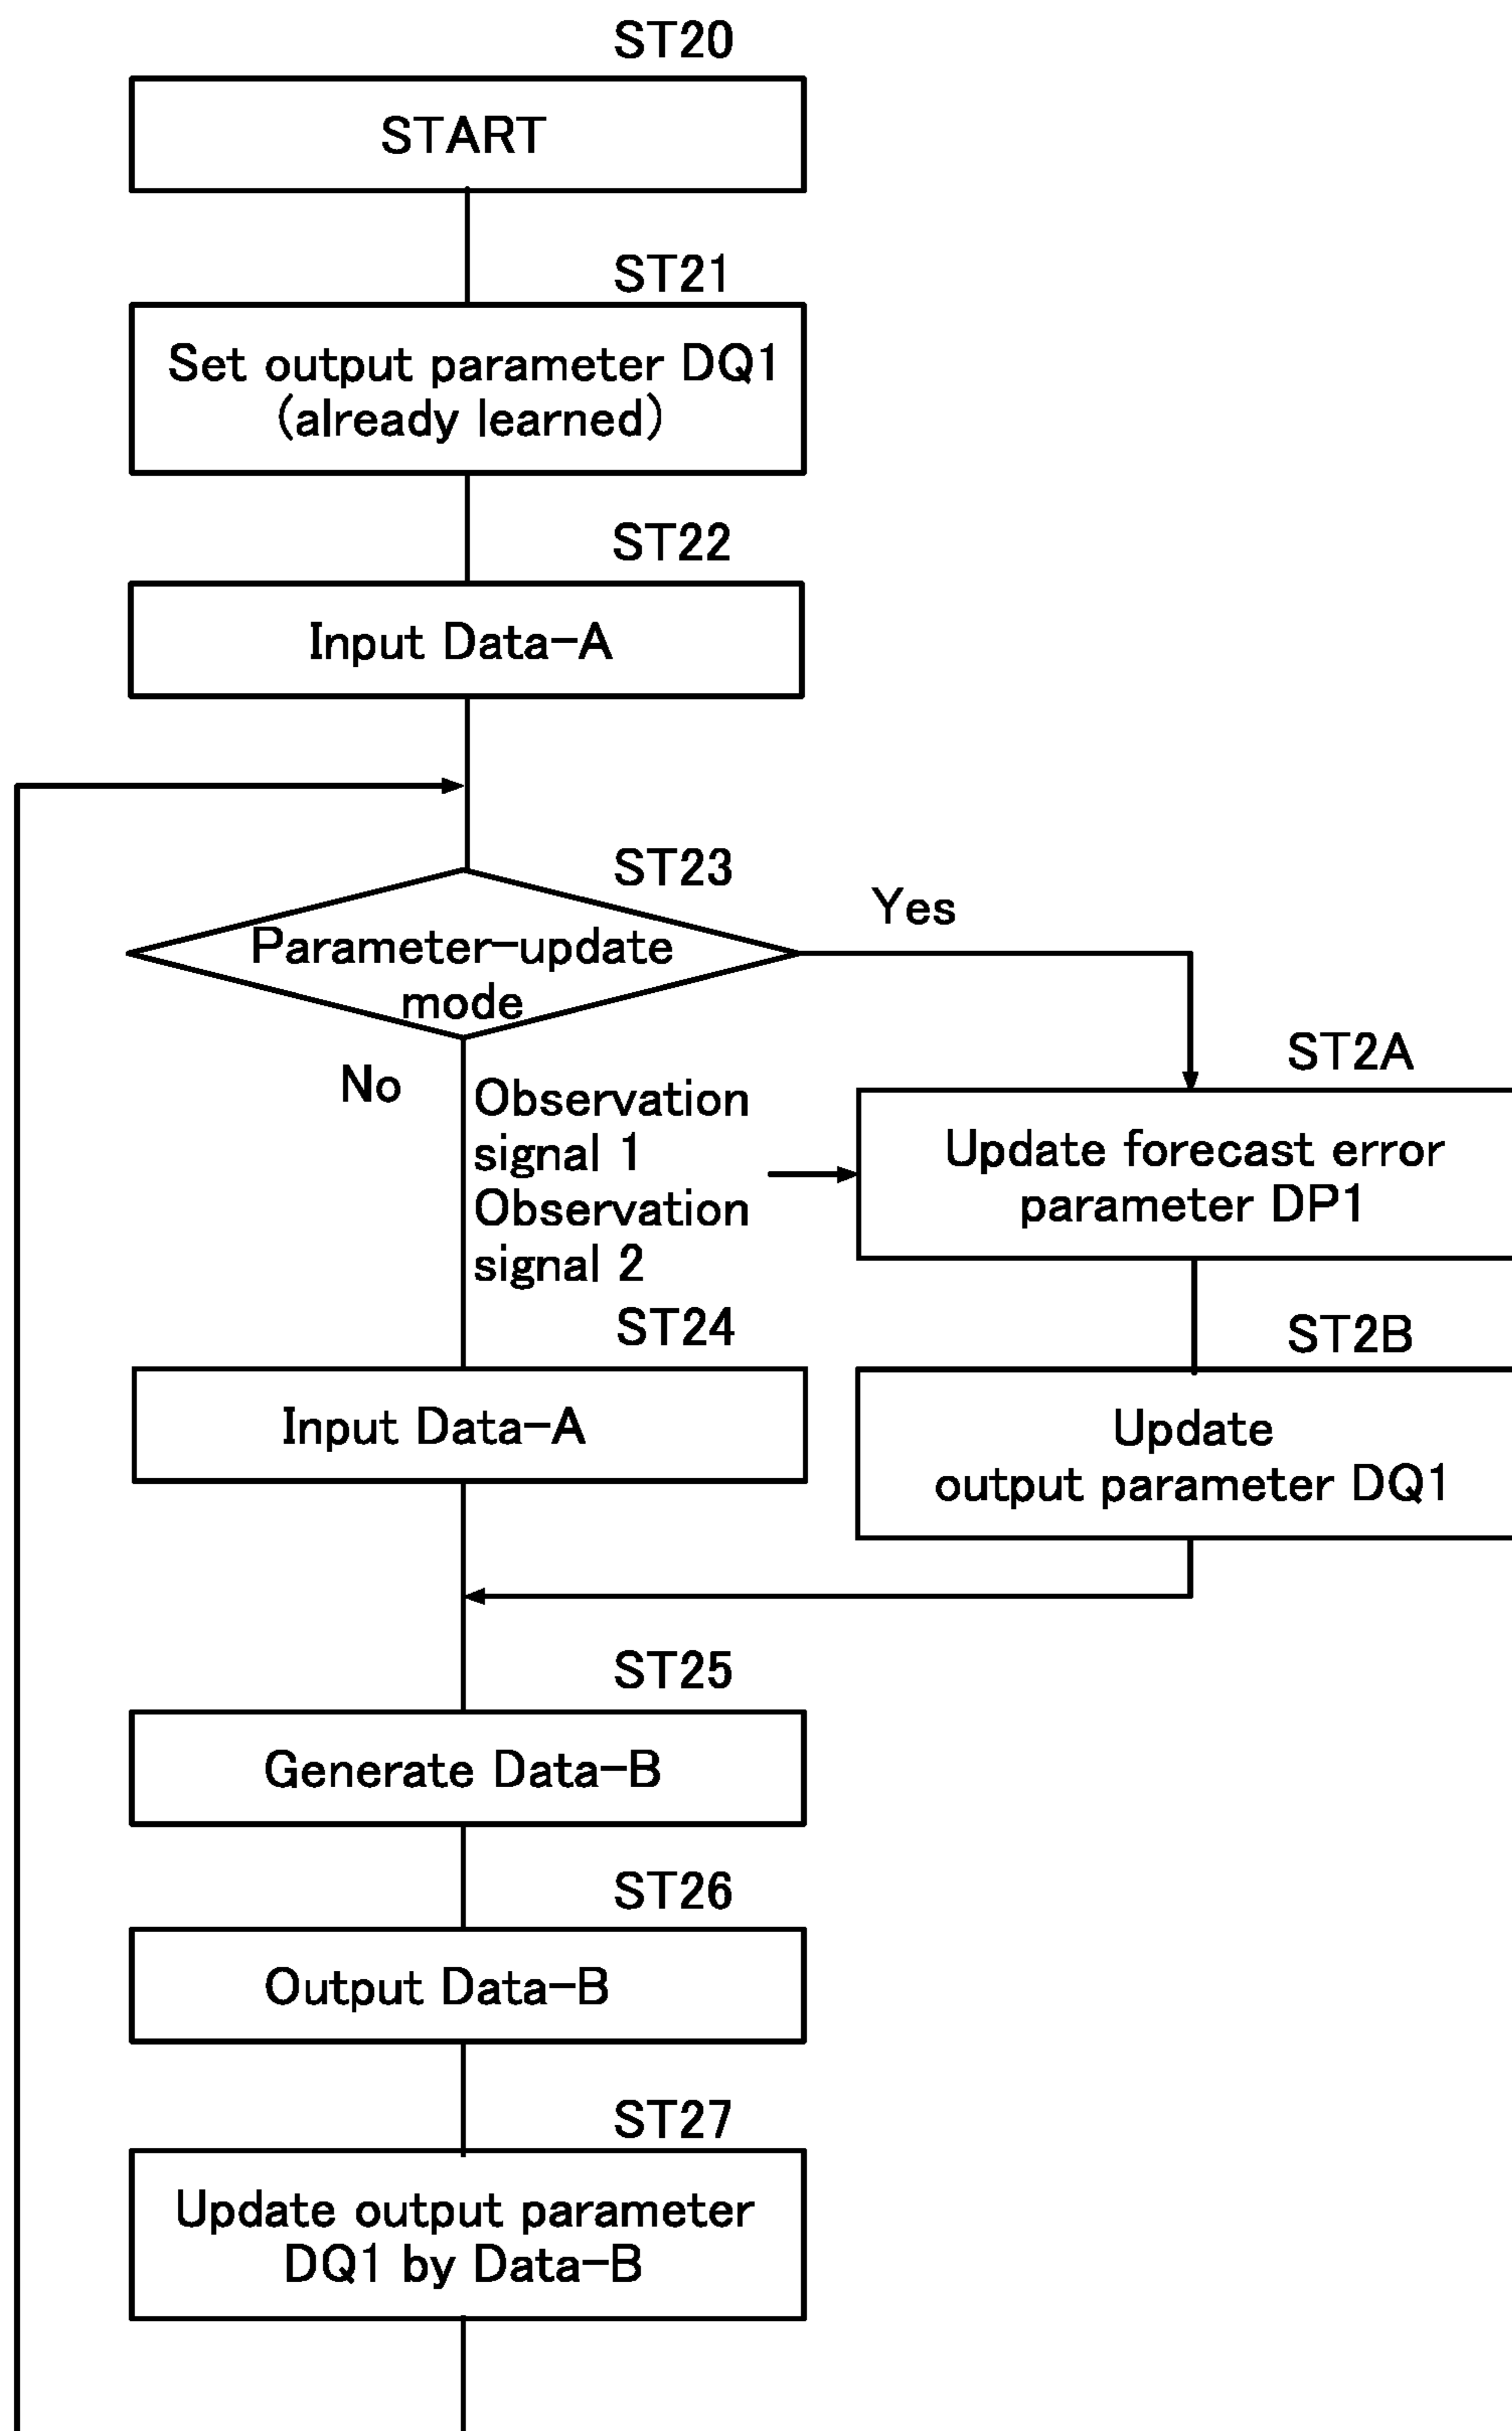 ST20
START
ST21
Set output parameter DQ1
(already learned)
ST22
Input Data-A
ST23
Parameter-update
mode
Yes
No
Observation
signal 1
Observation
signal 2
ST2A
Update forecast error
parameter DP1
ST24
Input Data-A
ST2B
Update
output parameter DQ1
ST25
Generate Data-B
ST26
Output Data-B
ST27
Update output parameter
DQ1 by Data-B